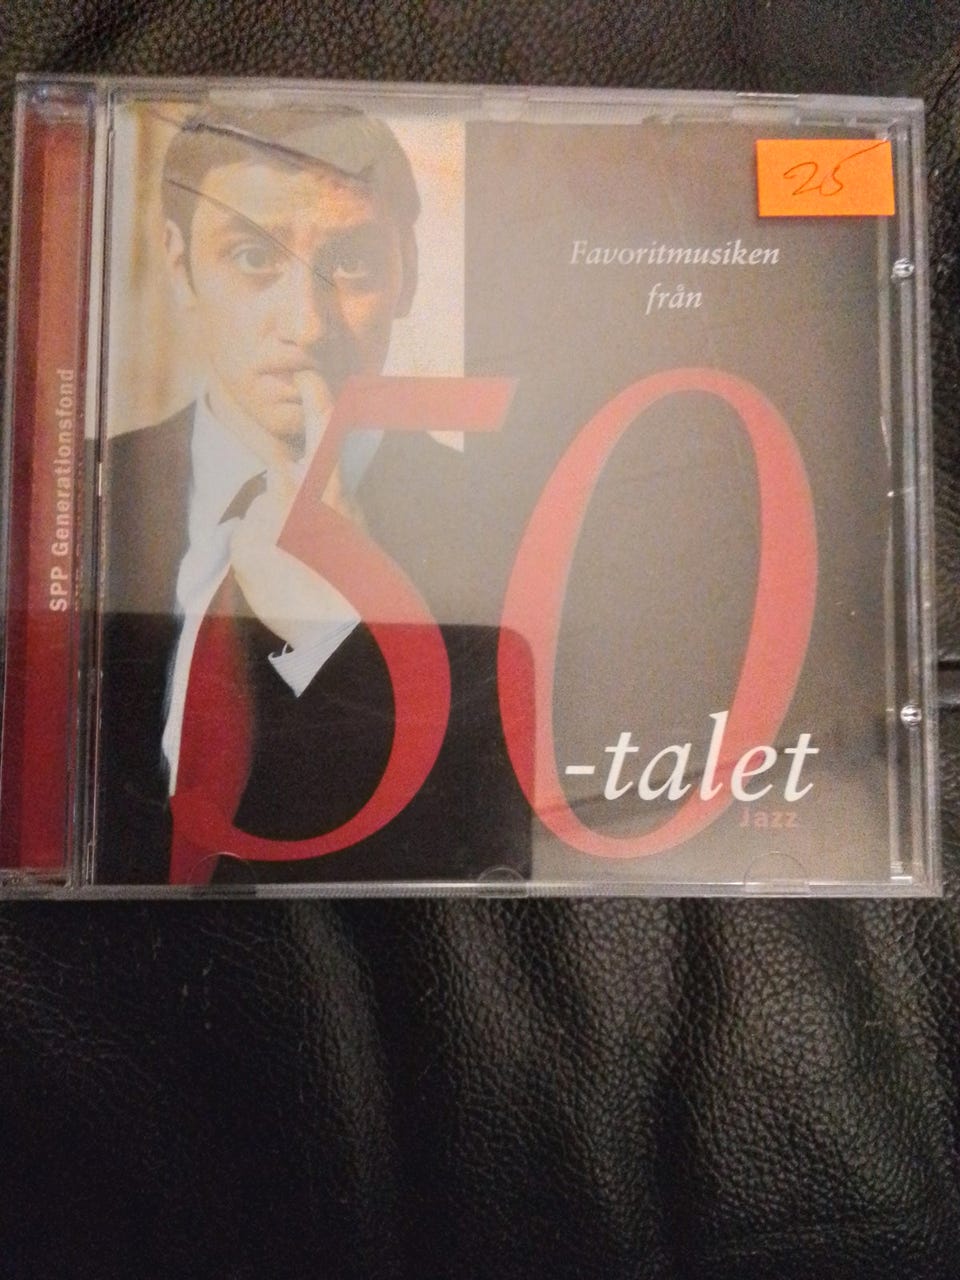 25
Favoritmusiken
från
50
-talet
Jazz
SPP Generationsfond